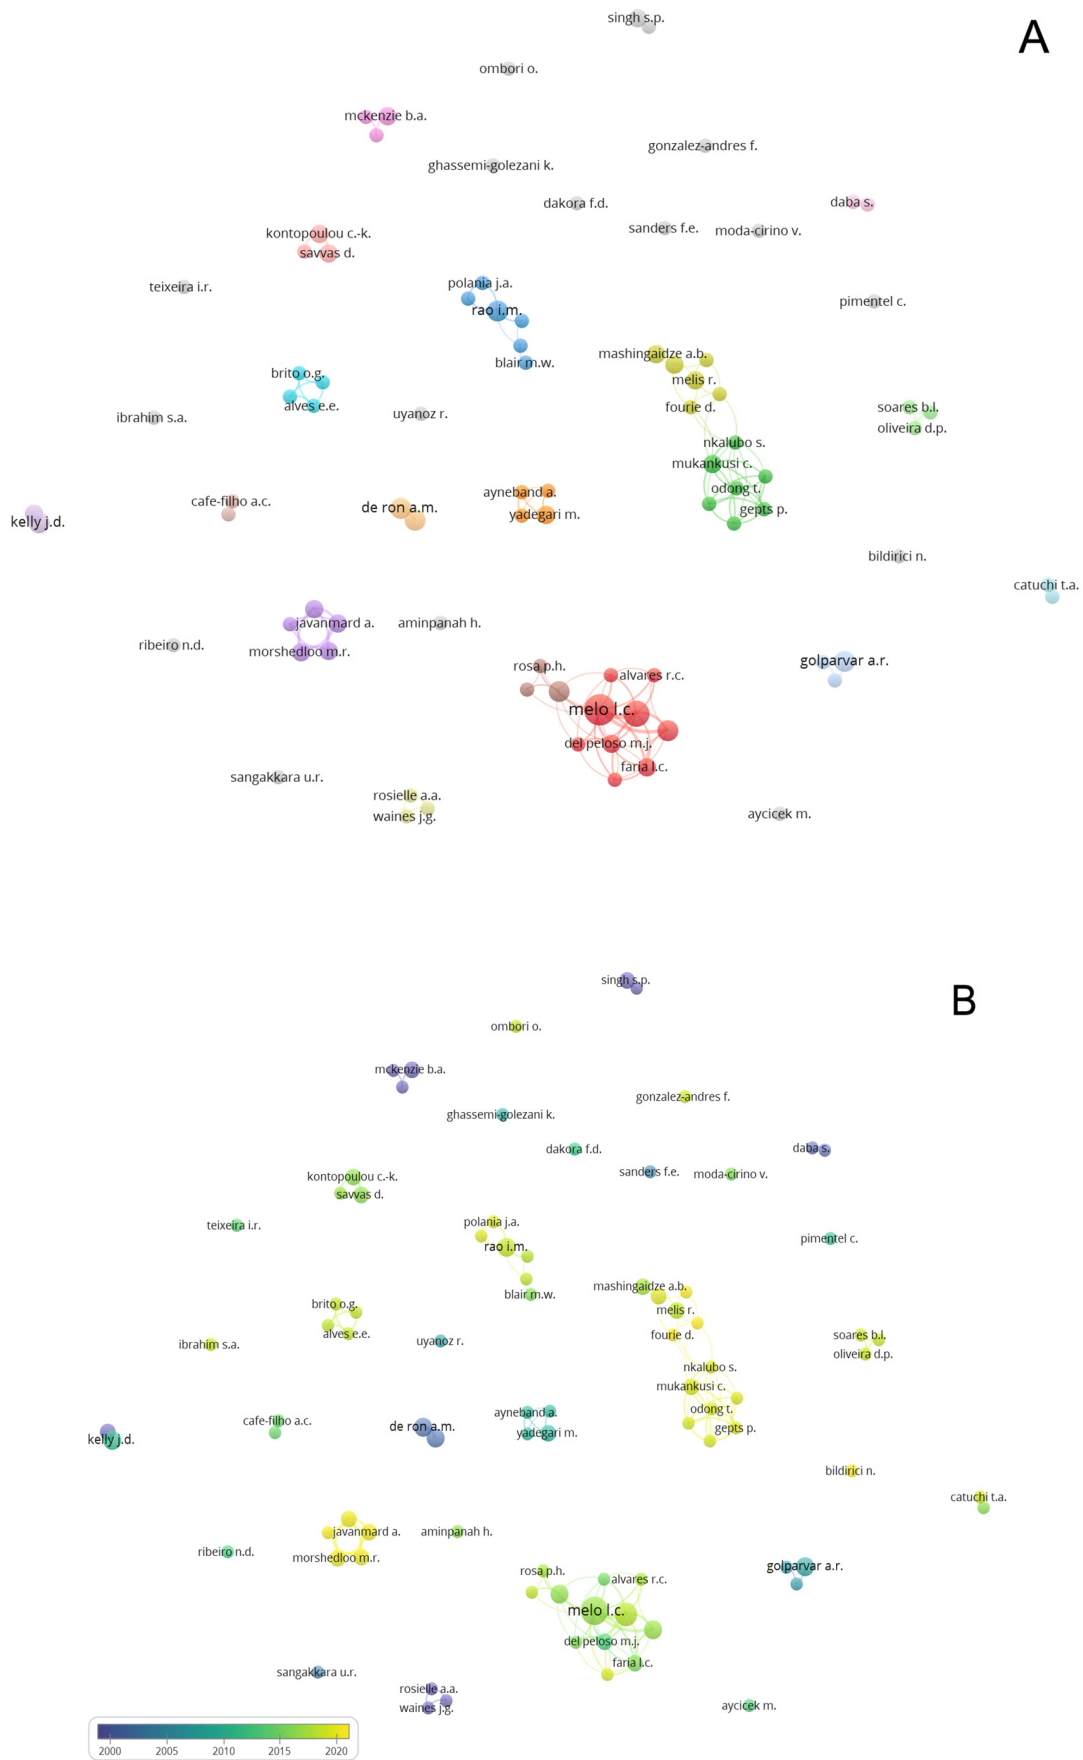 singh s.p.
A
ombori o.
mckenzie b.a.
gonzalez-andres f.
ghassemi-golezani k.
dakora f.d.
daba s.
sanders f.e.
moda-cirino v.
kontopoulou c.-k.
savvas d.
polania j.a.
teixeira i.r.
pimentel c.
rao i.m.
mashingaidze a.b.
blair m.w.
brito o.g.
melis r.
alves e.e.
fourie d.
soares b.l.
uyanoz r.
ibrahim s.a.
oliveira d.p.
nkalubo s.
mukankusi c.
odong t.
ayneband a.
cafe-filho a.c.
de ron a.m.
gepts p.
yadegari m.
kelly j.d.
bildirici n.
catuchi t.a.
javanmard a.
aminpanah h.
ribeiro n.d.
morshedloo m.r.
golparvar a.r.
rosa p.h.
alvares r.c.
melo l.c.
del peloso m.j.
faria l.c.
sangakkara u.r.
rosielle a.a.
aycicek m.
waines j.g.
singh s.p.
B
ombori o.
mckenzie b.a.
gonzalez-andres f.
ghassemi-golezani k.
dakora f.d.
daba s.
sanders f.e.
moda-cirino v.
kontopoulou c.-k.
savvas d.
polania j.a.
teixeira i.r.
pimentel c.
rao i.m.
mashingaidze a.b.
blair m.w.
brito o.g.
melis r.
alves e.e.
fourie d.
soares b.l.
uyanoz r.
ibrahim s.a.
oliveira d.p.
nkalubo s.
mukankusi c.
odong t.
ayneband a.
cafe-filho a.c.
de ron a.m.
gepts p.
yadegari m.
kelly j.d.
bildirici n.
catuchi t.a.
javanmard a.
aminpanah h.
ribeiro n.d.
morshedloo m.r.
golparvar a.r.
rosa p.h.
alvares r.c.
melo l.c.
del peloso m.j.
faria l.c.
sangakkara u.r.
rosielle a.a.
aycicek m.
waines j.g.
2000 2005 2010 2015 2020